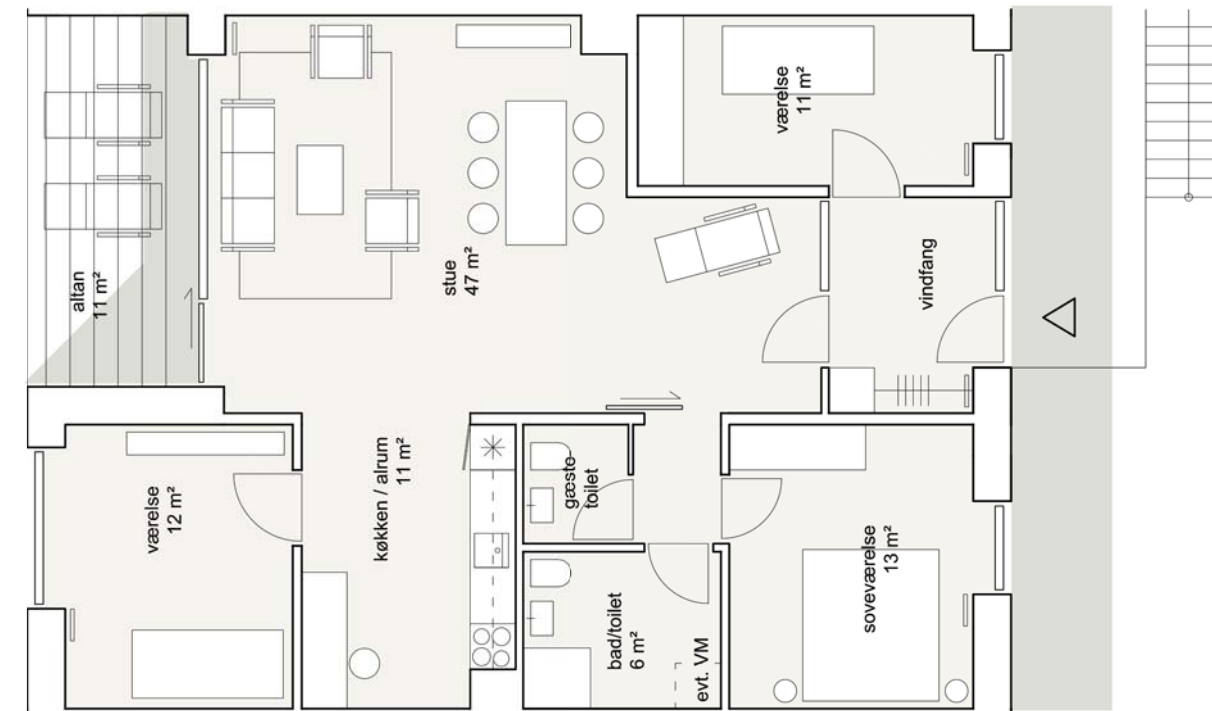 altan
11 m²
stue
47 m²
værelse
11 m²
vindfang
værelse
12 m²
køkken / alrum
11 m²
gæste-
toilet
bad/toilet
6 m²
evt. VM
soveværelse
13 m²